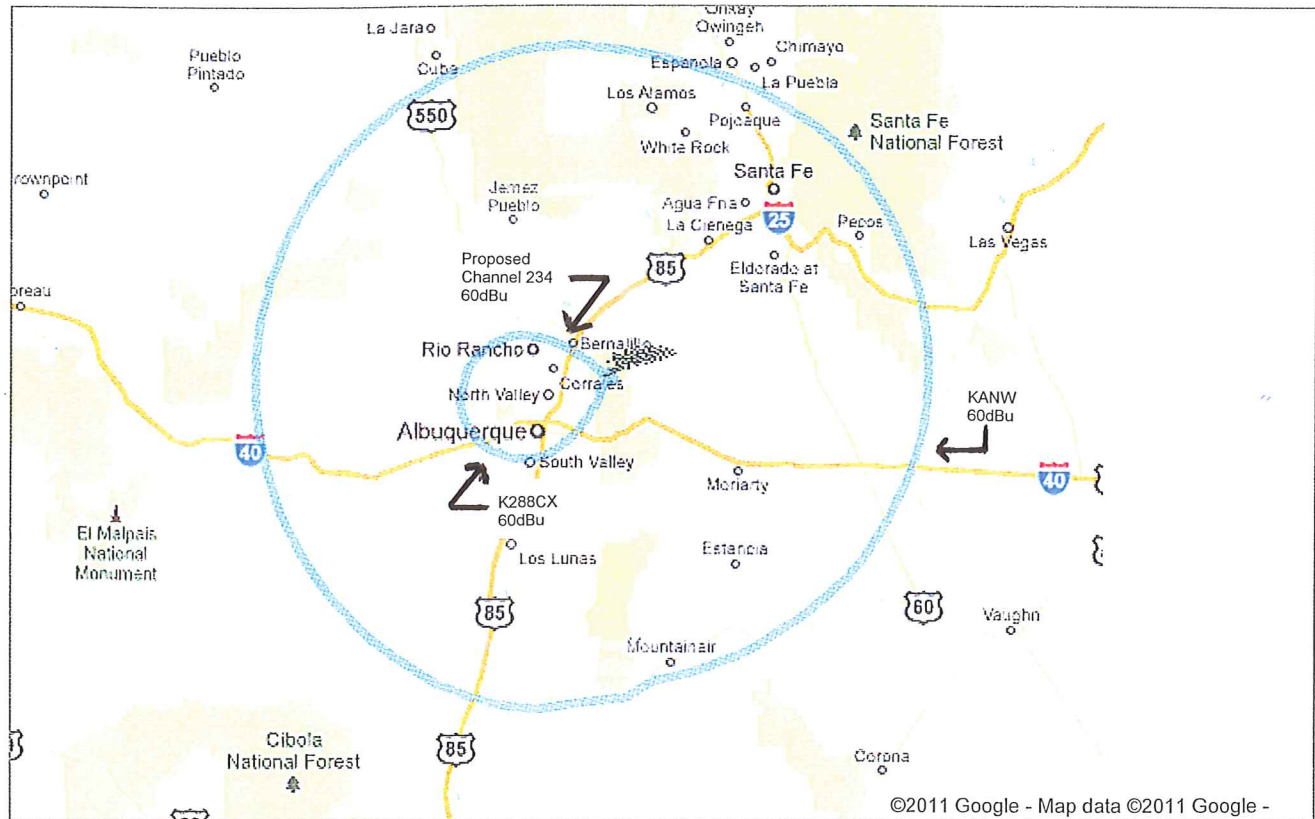 Owingeh
La Jara
Chimayo
Pueblo
Pintado
Cuba
Española
La Puebla
Los Alamos
550
Pojoaque
Santa Fe
National Forest
White Rock
Santa Fe
Jemez
Pueblo
Agua Fria
25
La Cienega
Pecos
Las Vegas
Proposed
Channel 234
60dBu
85
Eldorado at
Santa Fe
Rio Rancho
Bernalillo
Corrales
North Valley
KANW
60dBu
Albuquerque
40
South Valley
Moriarty
40
K288CX
60dBu
El Malpais
National
Monument
Los Lunas
Estancia
85
60
Vaughn
Mountainair
Cibola
National Forest
85
Corona
©2011 Google - Map data ©2011 Google -